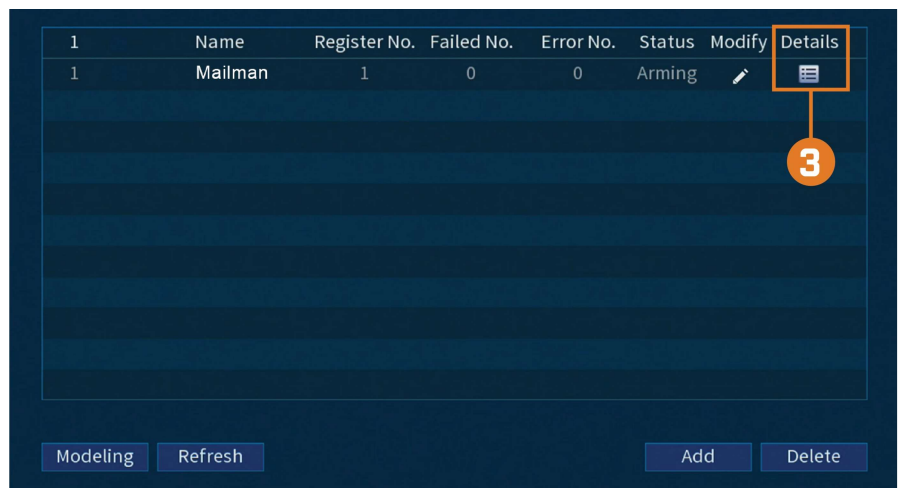 1 Name Register No. Failed No. Error No. Status Modify Details
1 Mailman 1 0 0 Arming
3
Modeling Refresh Add Delete